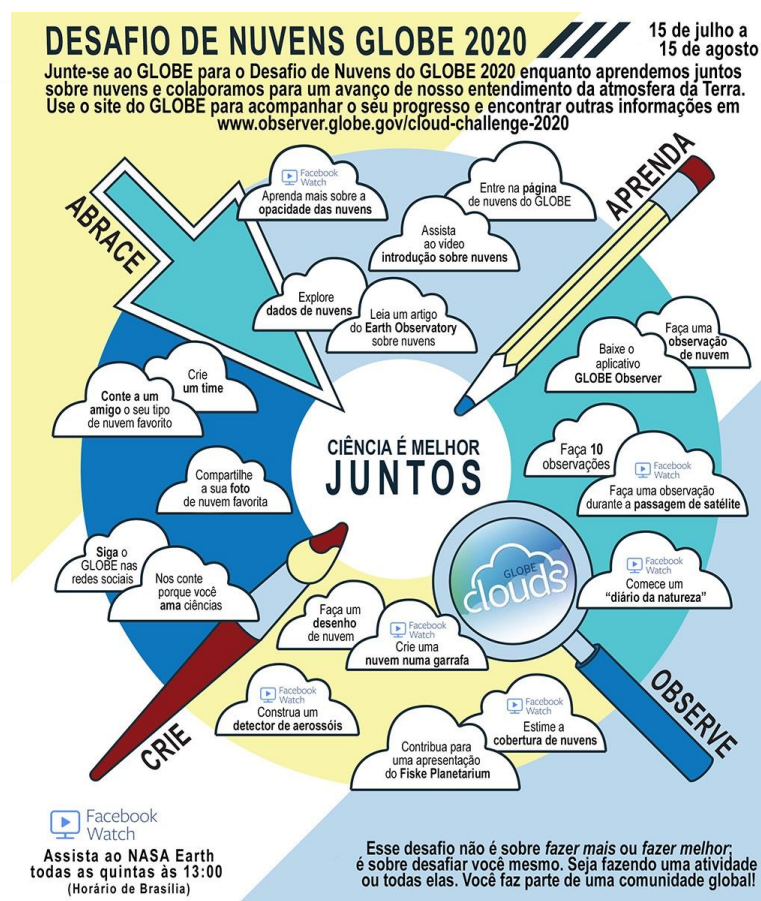 DESAFIO DE NUVENS GLOBE 2020
15 de julho a
15 de agosto
Junte-se ao GLOBE para o Desafio de Nuvens do GLOBE 2020 enquanto aprendemos juntos
sobre nuvens e colaboramos para um avanço de nosso entendimento da atmosfera da Terra.
Use o site do GLOBE para acompanhar o seu progresso e encontrar outras informações em
www.observer.globe.gov/cloud-challenge-2020
ABRACE
APRENDA
Facebook
Watch
Aprenda mais sobre a
opacidade das nuvens
Entre na página
de nuvens do GLOBE
Assista
ao vídeo
introdução sobre nuvens
Explore
dados de nuvens
Leia um artigo
do Earth Observatory
sobre nuvens
Faça uma
observação
de nuvem
Baixe o
aplicativo
GLOBE Observer
Crie
um time
Conte a um
amigo o seu tipo
de nuvem favorito
CIÊNCIA É MELHOR
JUNTOS
Faça 10
observações
Facebook
Watch
Faça uma observação
durante a passagem de satélite
Compartilhe
a sua foto
de nuvem favorita
Siga o
GLOBE nas
redes sociais
Nos conte
porque você
ama ciências
GLOBE
clouds
Facebook
Watch
Comece um
“diário da natureza”
Faça um
desenho
de nuvem
Facebook
Watch
Crie uma
nuvem numa garrafa
Facebook
Watch
Construa um
detector de aerossóis
Facebook
Watch
Estime a
cobertura de nuvens
Contribua para
uma apresentação
do Fiske Planetarium
CRIE
OBSERVE
Facebook
Watch
Assista ao NASA Earth
todas as quintas às 13:00
(Horário de Brasília)
Esse desafio não é sobre fazer mais ou fazer melhor;
é sobre desafiar você mesmo. Seja fazendo uma atividade
ou todas elas. Você faz parte de uma comunidade global!